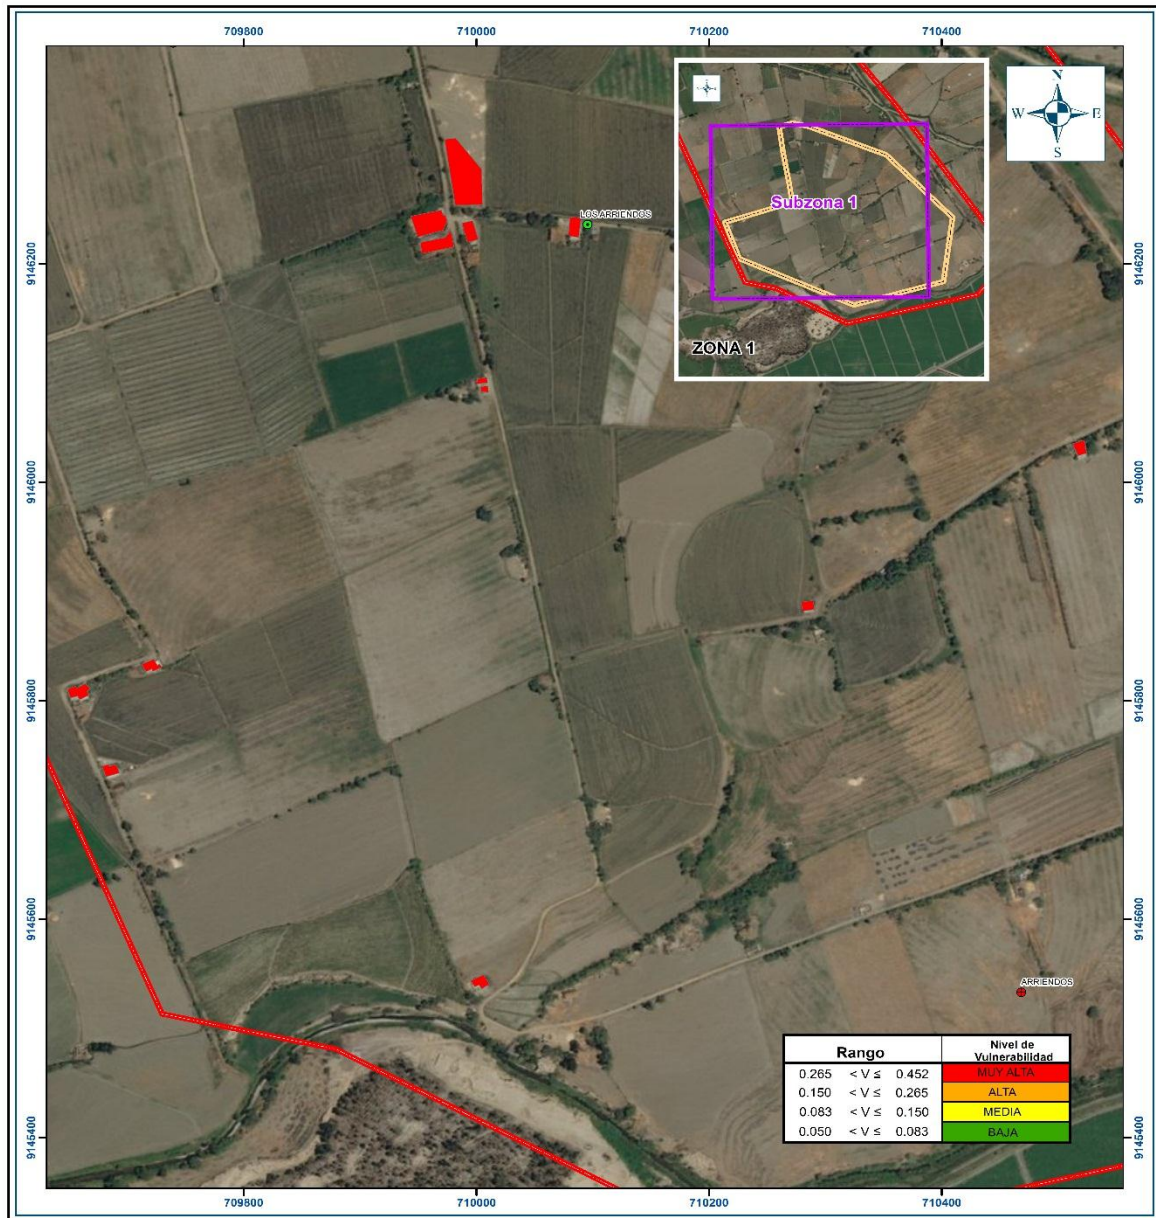 709800 710000 710200 710400
9146200 9146200
9146000 9146000
9145800 9145800
9145600 9145600
9145400 9145400
N
W E
S
Subzona 1
ZONA 1
LOS ARRIENDOS
ARRIENDOS
Rango Nivel de
Vulnerabilidad
0.265 < V ≤ 0.452 MUY ALTA
0.150 < V ≤ 0.265 ALTA
0.083 < V ≤ 0.150 MEDIA
0.050 < V ≤ 0.083 BAJA
709800 710000 710200 710400